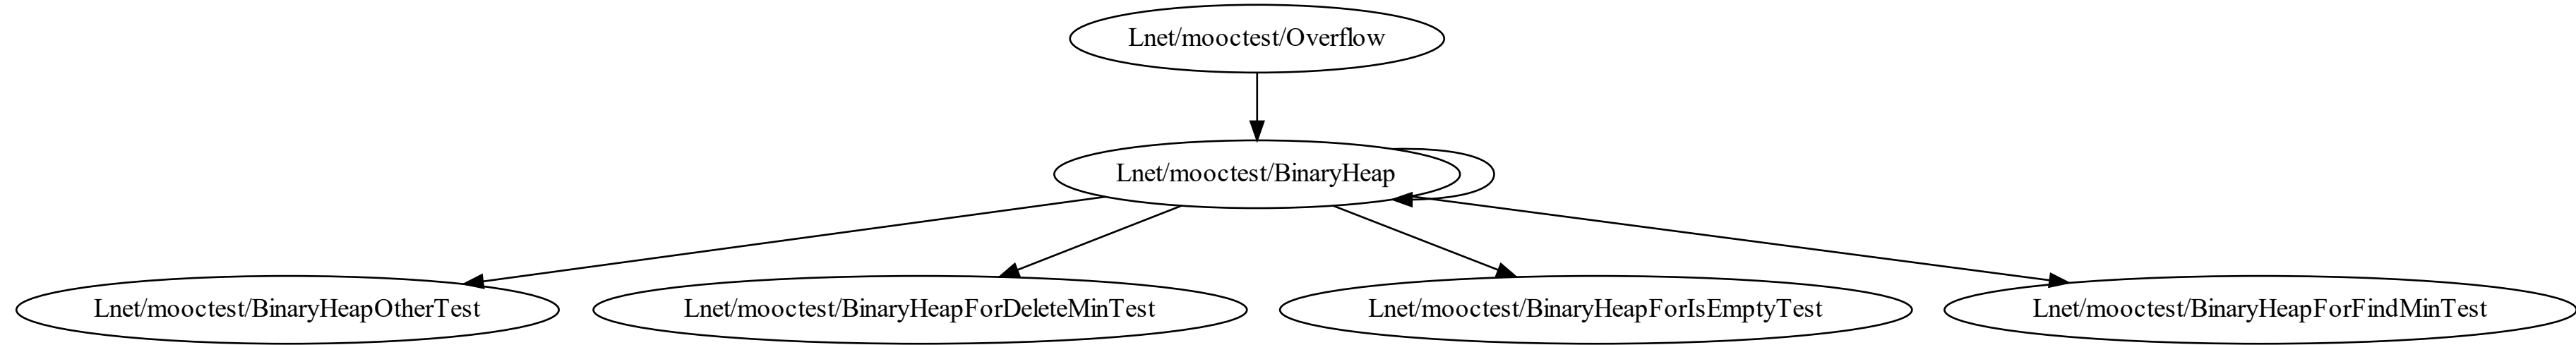 Lnet/mooctest/Overflow
Lnet/mooctest/BinaryHeap
Lnet/mooctest/BinaryHeapOtherTest
Lnet/mooctest/BinaryHeapForDeleteMinTest
Lnet/mooctest/BinaryHeapForIsEmptyTest
Lnet/mooctest/BinaryHeapForFindMinTest